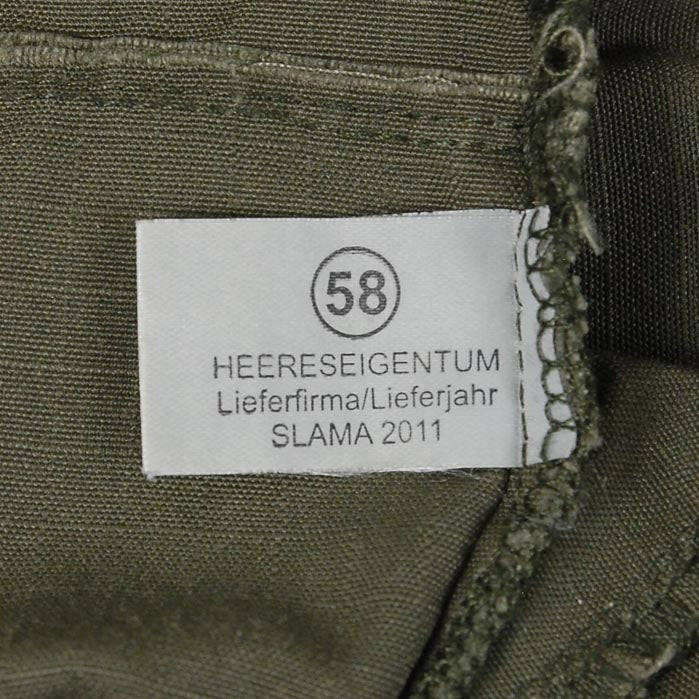 58
HEERESEIGENTUM
Lieferfirma/Lieferjahr
SLAMA 2011